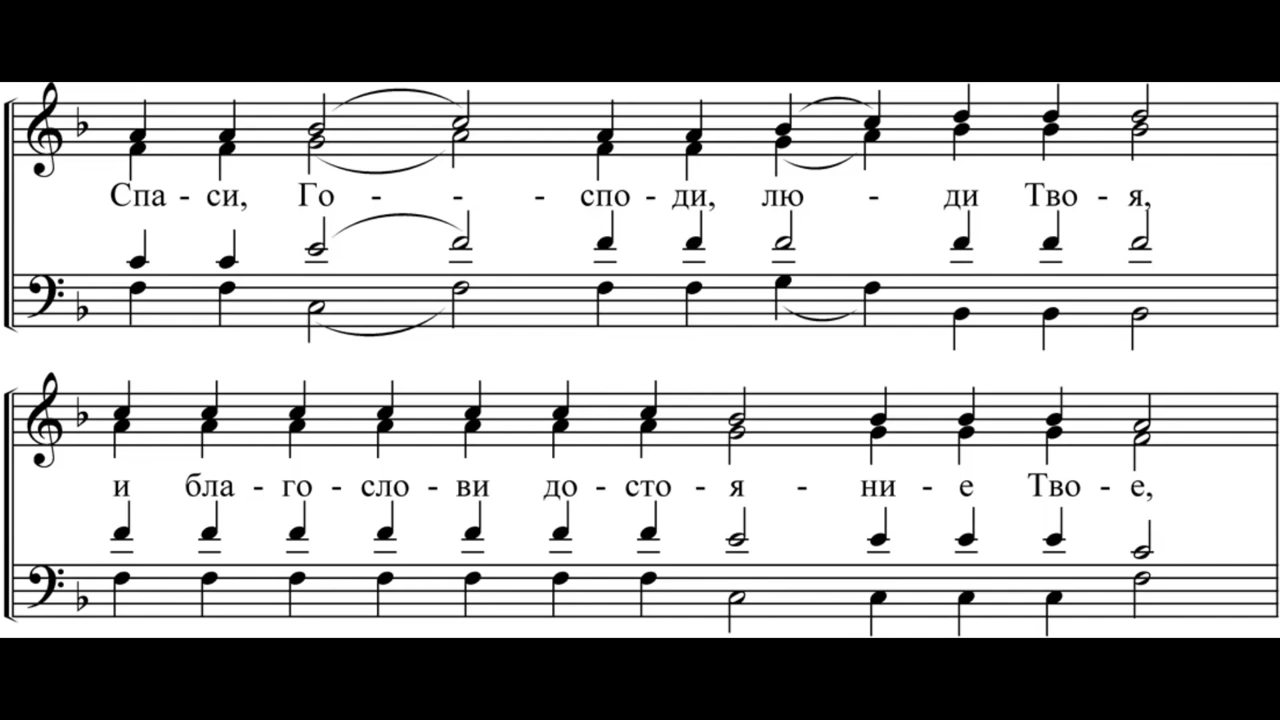 Спа - си, Го - - - спо - ди, лю - ди Тво - я,
и бла - го - сло - ви до - сто - я - ни - е Тво - е,